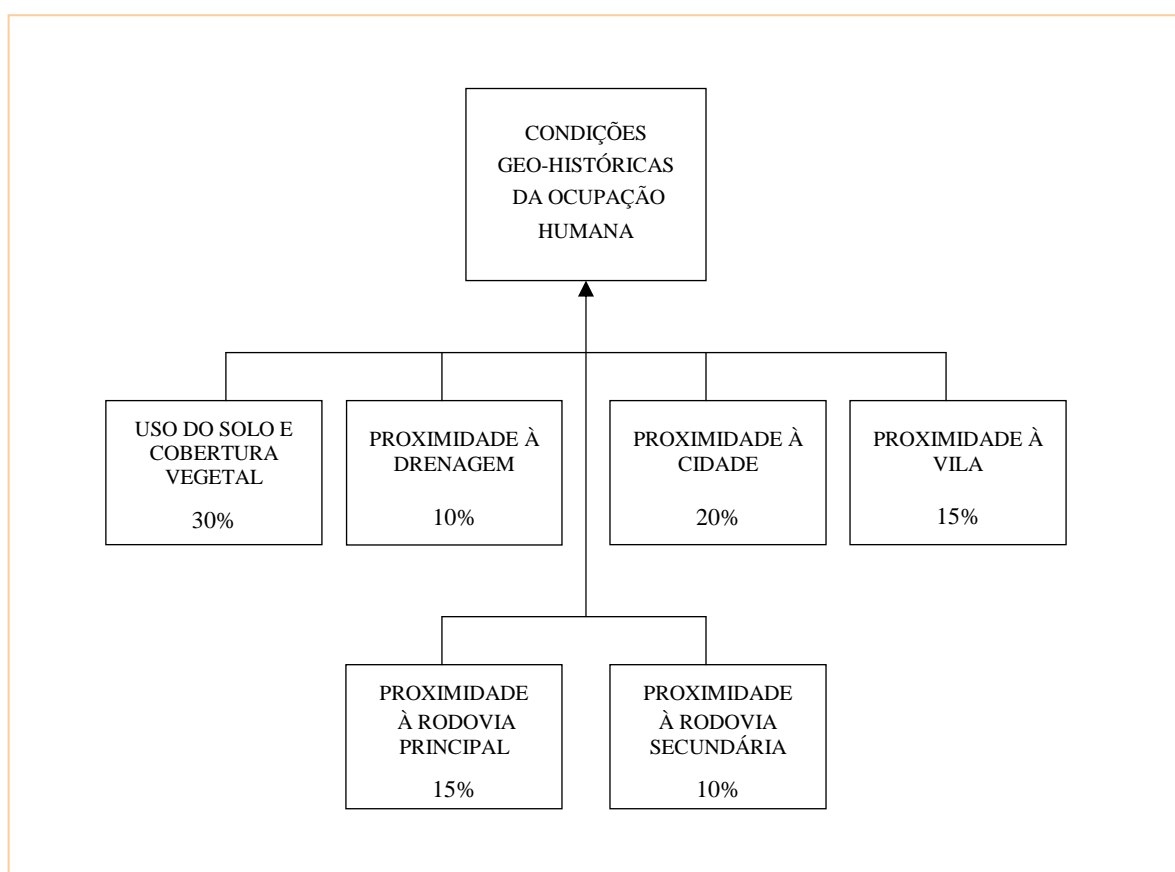 CONDIÇÕES
GEO-HISTÓRICAS
DA OCUPAÇÃO
HUMANA
USO DO SOLO E
COBERTURA
VEGETAL
30%
PROXIMIDADE À
DRENAGEM
10%
PROXIMIDADE À
CIDADE
20%
PROXIMIDADE À
VILA
15%
PROXIMIDADE
À RODOVIA
PRINCIPAL
15%
PROXIMIDADE
À RODOVIA
SECUNDÁRIA
10%